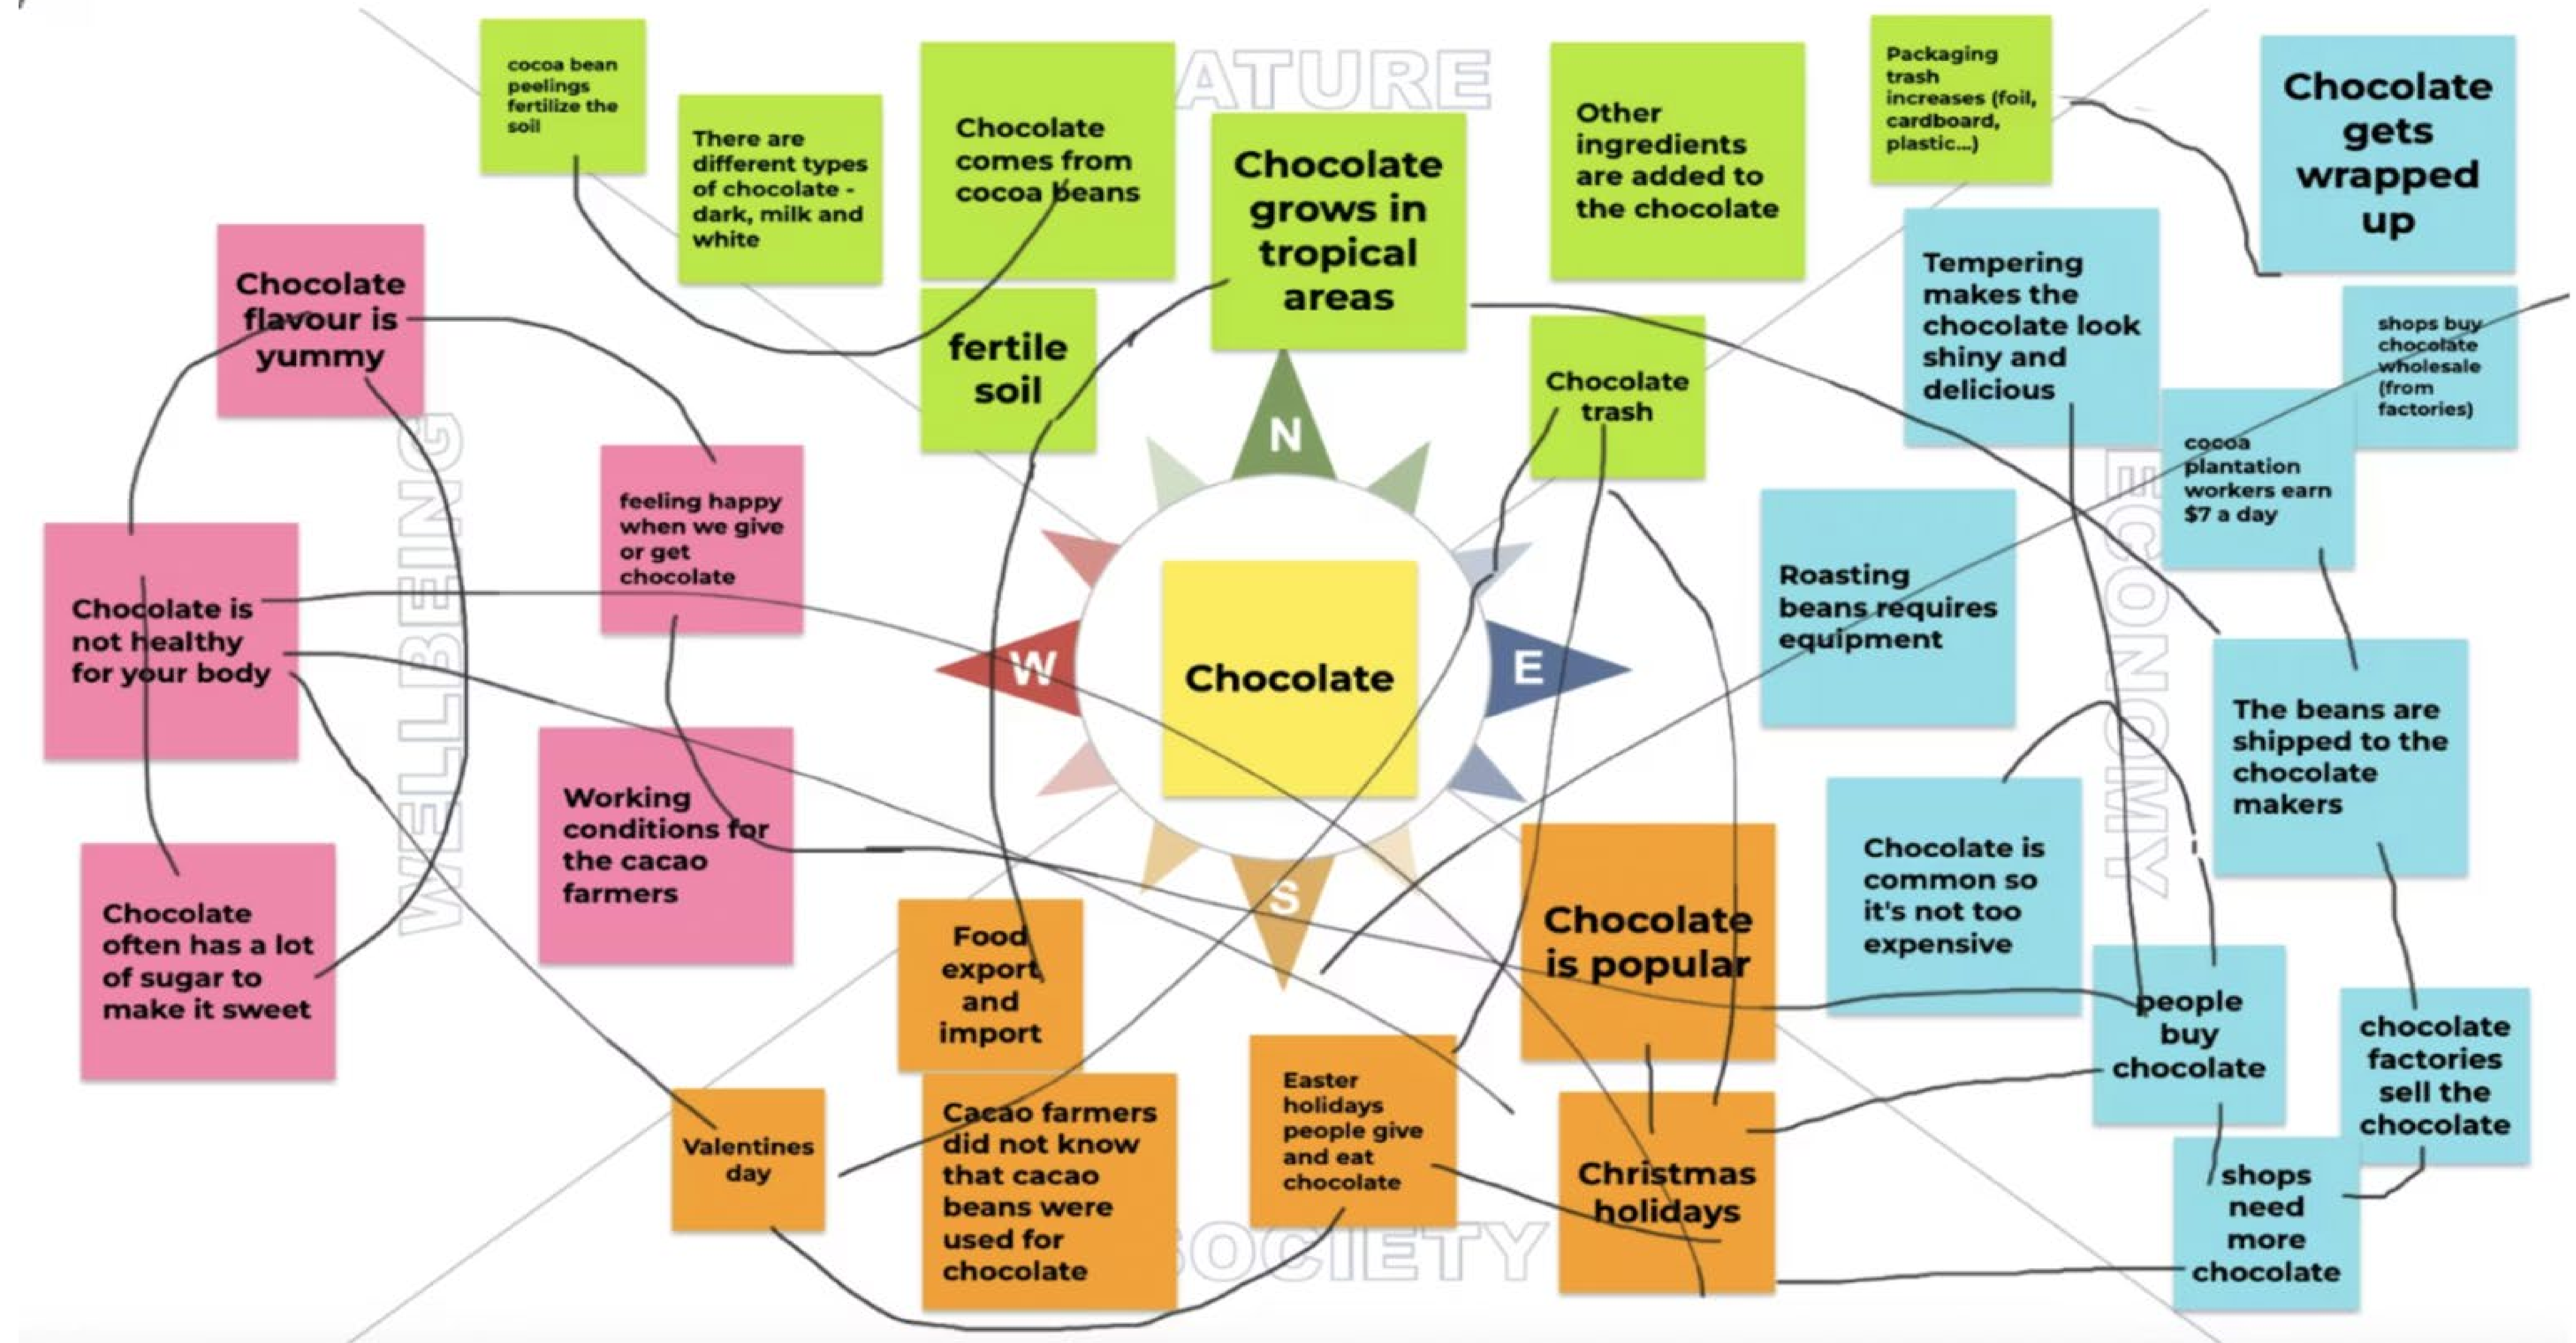 cocoa bean
peelings
fertilize the
soil
There are
different types
of chocolate -
dark, milk and
white
Chocolate
comes from
cocoa beans
ATURE
Chocolate
grows in
tropical
areas
Other
ingredients
are added to
the chocolate
Packaging
trash
increases (foil,
cardboard,
plastic...)
Chocolate
gets
wrapped
up
Chocolate
flavour is
yummy
fertile
soil
Chocolate
trash
Tempering
makes the
chocolate look
shiny and
delicious
shops buy
chocolate
wholesale
(from
factories)
cocoa
plantation
workers earn
$7 a day
WELLBEING
feeling happy
when we give
or get
chocolate
N
W
E
S
Chocolate
Roasting
beans requires
equipment
ECONOMY
Chocolate is
not healthy
for your body
The beans are
shipped to the
chocolate
makers
Working
conditions for
the cacao
farmers
Chocolate
is popular
Chocolate is
common so
it's not too
expensive
Chocolate
often has a lot
of sugar to
make it sweet
Food
export
and
import
people
buy
chocolate
chocolate
factories
sell the
chocolate
Valentines
day
Cacao farmers
did not know
that cacao
beans were
used for
chocolate
Easter
holidays
people give
and eat
chocolate
Christmas
holidays
shops
need
more
chocolate
SOCIETY